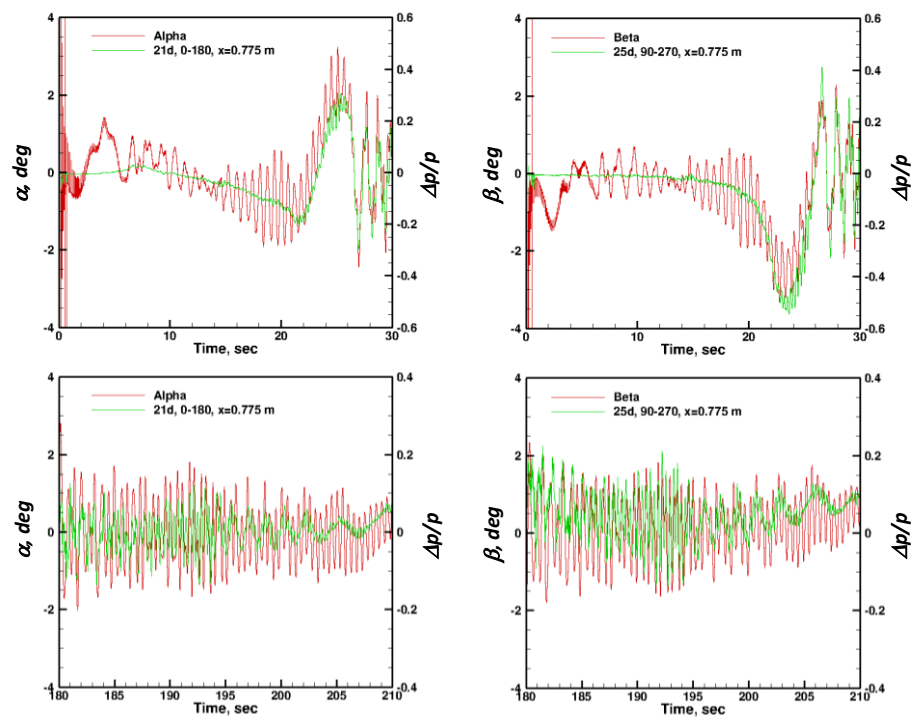 4
2
0
-2
-4
α, deg
Alpha
21d, 0-180, x=0.775 m
0.6
0.4
0.2
0
-0.2
-0.4
-0.6
Δp/p
0 10 20 30
Time, sec
4
2
0
-2
-4
β, deg
Beta
25d, 90-270, x=0.775 m
0.6
0.4
0.2
0
-0.2
-0.4
-0.6
Δp/p
0 10 20 30
Time, sec
4
2
0
-2
-4
α, deg
Alpha
21d, 0-180, x=0.775 m
0.4
0.2
0
-0.2
-0.4
Δp/p
180 185 190 195 200 205 210
Time, sec
4
2
0
-2
-4
β, deg
Beta
25d, 90-270, x=0.775 m
0.4
0.2
0
-0.2
-0.4
Δp/p
180 185 190 195 200 205 210
Time, sec